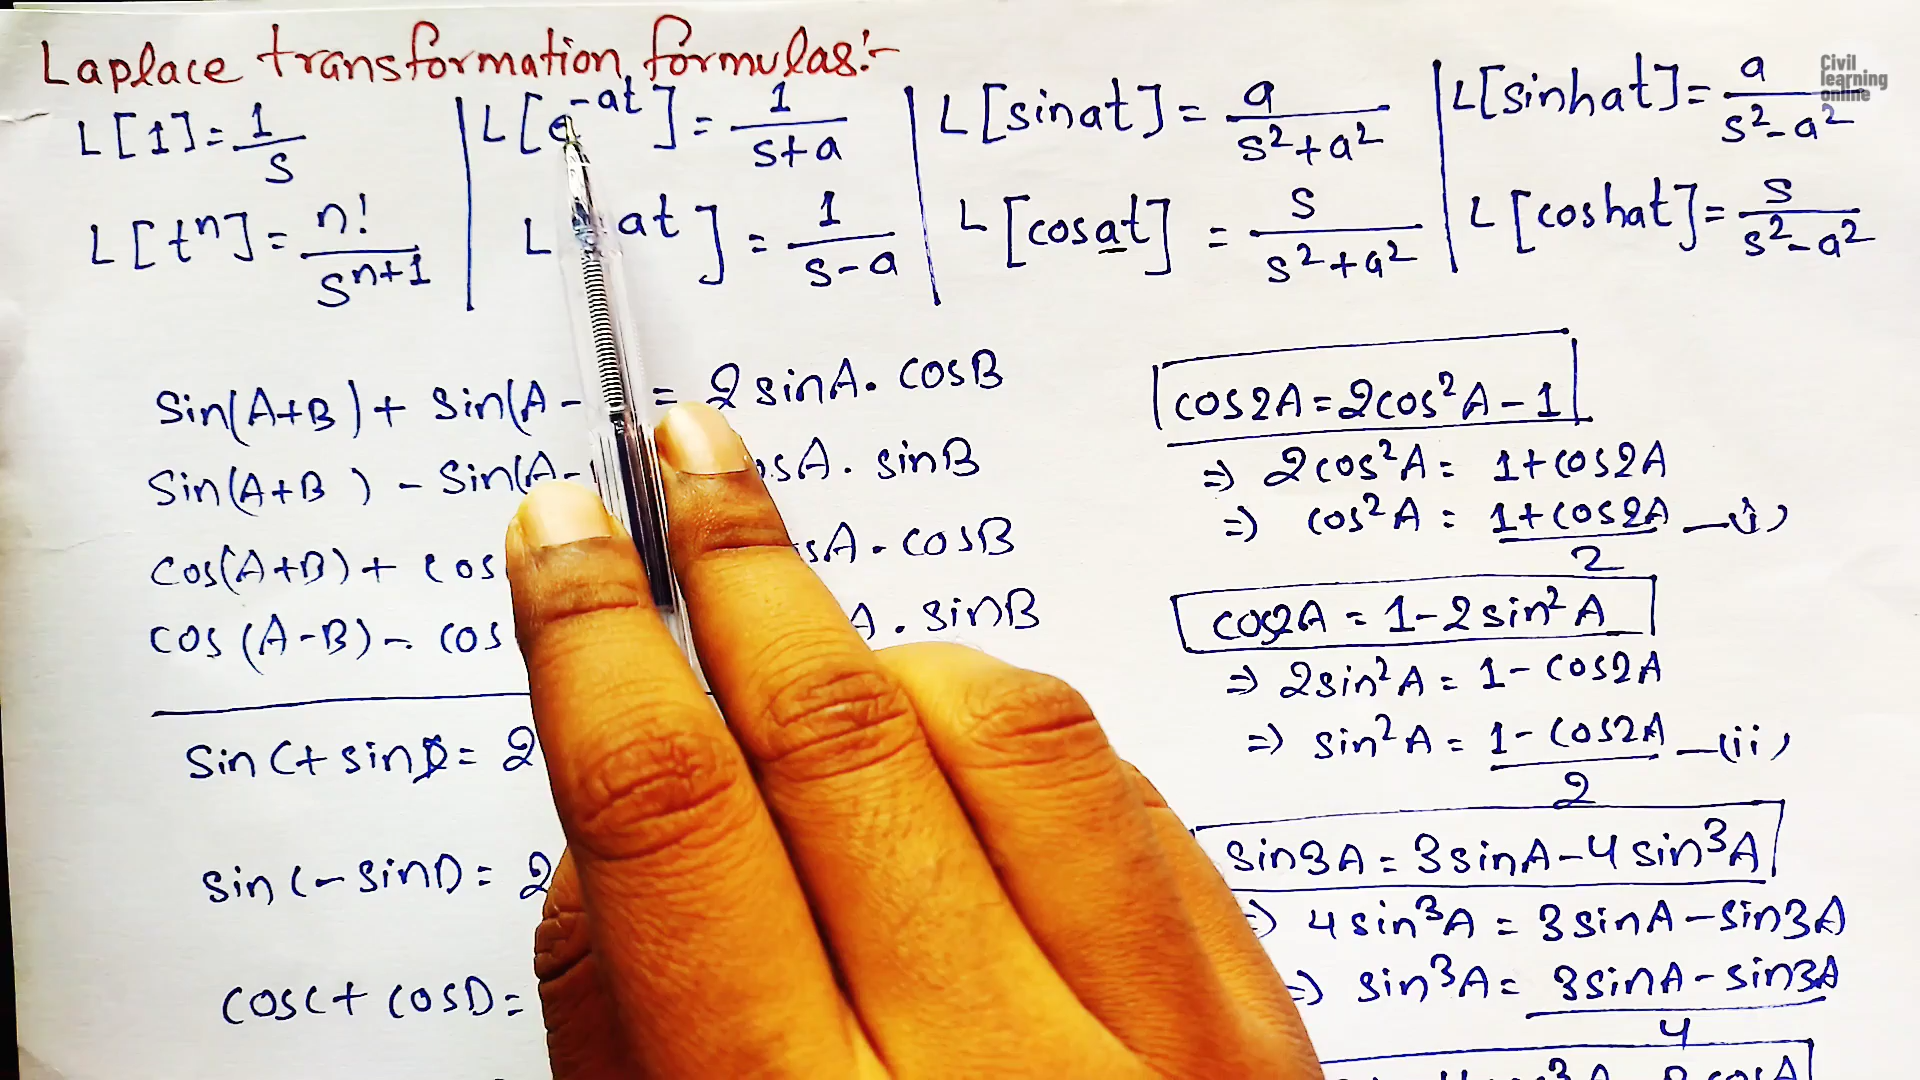 Laplace transformation formulas:-
L[1] = 1/s
L[tⁿ] = n!/sⁿ⁺¹
L[e⁻ᵃᵗ] = 1/(s+a)
L at] = 1/(s-a)
L[sinat] = a/(s²+a²)
L[cosat] = s/(s²+a²)
L[sinhat] = a/(s²-a²)
L[coshat] = s/(s²-a²)
Civil
learning
online
Sin(A+B) + Sin(A- = 2 sinA. cosB
Sin(A+B) - Sin(A- sA. sinB
Cos(A+B) + cos sA. cosB
cos (A-B) - cos A. sinB
Sin C + sinD = 2
sin C - sinD = 2
cosC + cosD =
cos2A = 2cos²A - 1
⇒ 2cos²A = 1+cos2A
⇒ cos²A = (1+cos2A)/2 —(i)
cos2A = 1-2sin²A
⇒ 2sin²A = 1-cos2A
⇒ sin²A = (1-cos2A)/2 —(ii)
sin3A = 3sinA-4sin³A
⇒ 4sin³A = 3sinA-sin3A
⇒ sin³A = (3sinA-sin3A)/4